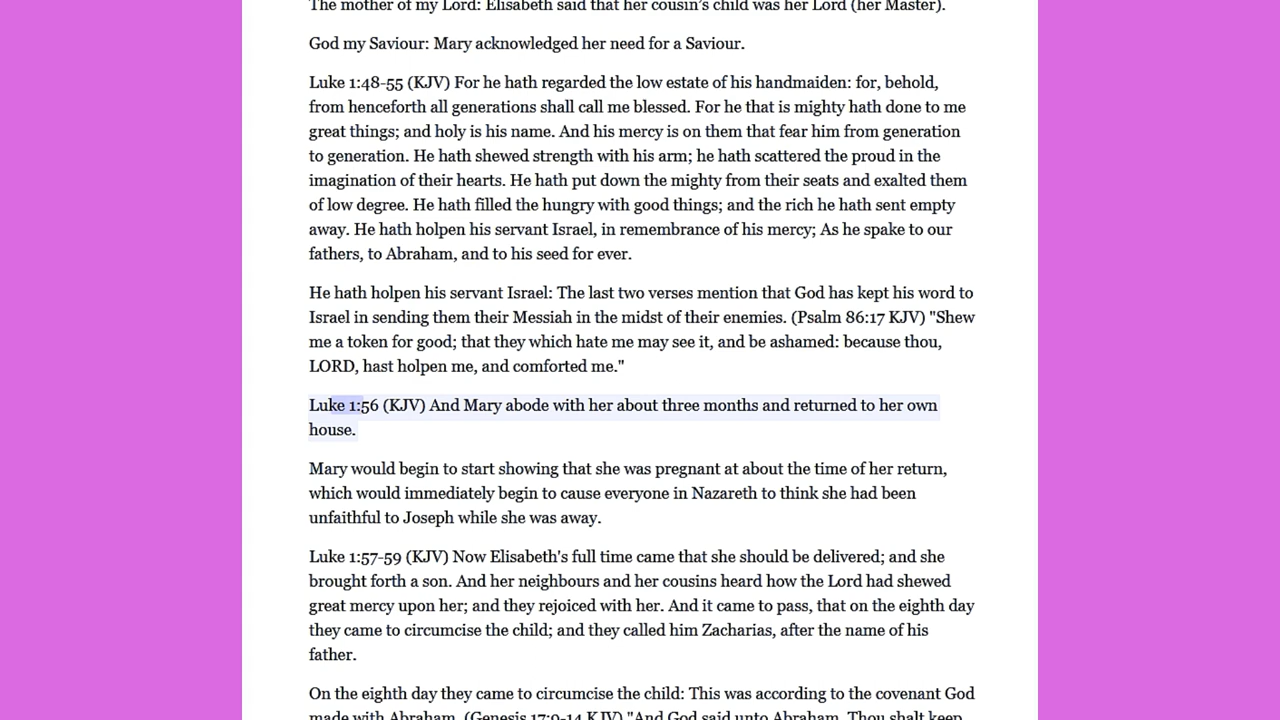 The mother of my Lord: Elisabeth said that her cousin's child was her Lord (her Master).
God my Saviour: Mary acknowledged her need for a Saviour.
Luke 1:48-55 (KJV) For he hath regarded the low estate of his handmaiden: for, behold,
from henceforth all generations shall call me blessed. For he that is mighty hath done to me
great things; and holy is his name. And his mercy is on them that fear him from generation
to generation. He hath shewed strength with his arm; he hath scattered the proud in the
imagination of their hearts. He hath put down the mighty from their seats and exalted them
of low degree. He hath filled the hungry with good things; and the rich he hath sent empty
away. He hath holpen his servant Israel, in remembrance of his mercy; As he spake to our
fathers, to Abraham, and to his seed for ever.
He hath holpen his servant Israel: The last two verses mention that God has kept his word to
Israel in sending them their Messiah in the midst of their enemies. (Psalm 86:17 KJV) "Shew
me a token for good; that they which hate me may see it, and be ashamed: because thou,
LORD, hast holpen me, and comforted me."
Luke 1:56 (KJV) And Mary abode with her about three months and returned to her own
house.
Mary would begin to start showing that she was pregnant at about the time of her return,
which would immediately begin to cause everyone in Nazareth to think she had been
unfaithful to Joseph while she was away.
Luke 1:57-59 (KJV) Now Elisabeth's full time came that she should be delivered; and she
brought forth a son. And her neighbours and her cousins heard how the Lord had shewed
great mercy upon her; and they rejoiced with her. And it came to pass, that on the eighth day
they came to circumcise the child; and they called him Zacharias, after the name of his
father.
On the eighth day they came to circumcise the child: This was according to the covenant God
made with Abraham. (Genesis 17:9-14 KJV) "And God said unto Abraham, Thou shalt keep